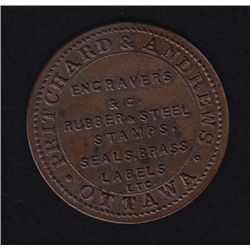 PRITCHARD & ANDREWS
ENGRAVERS
& C.
RUBBER & STEEL
STAMPS
SEALS, BRASS
LABELS
ETC
OTTAWA